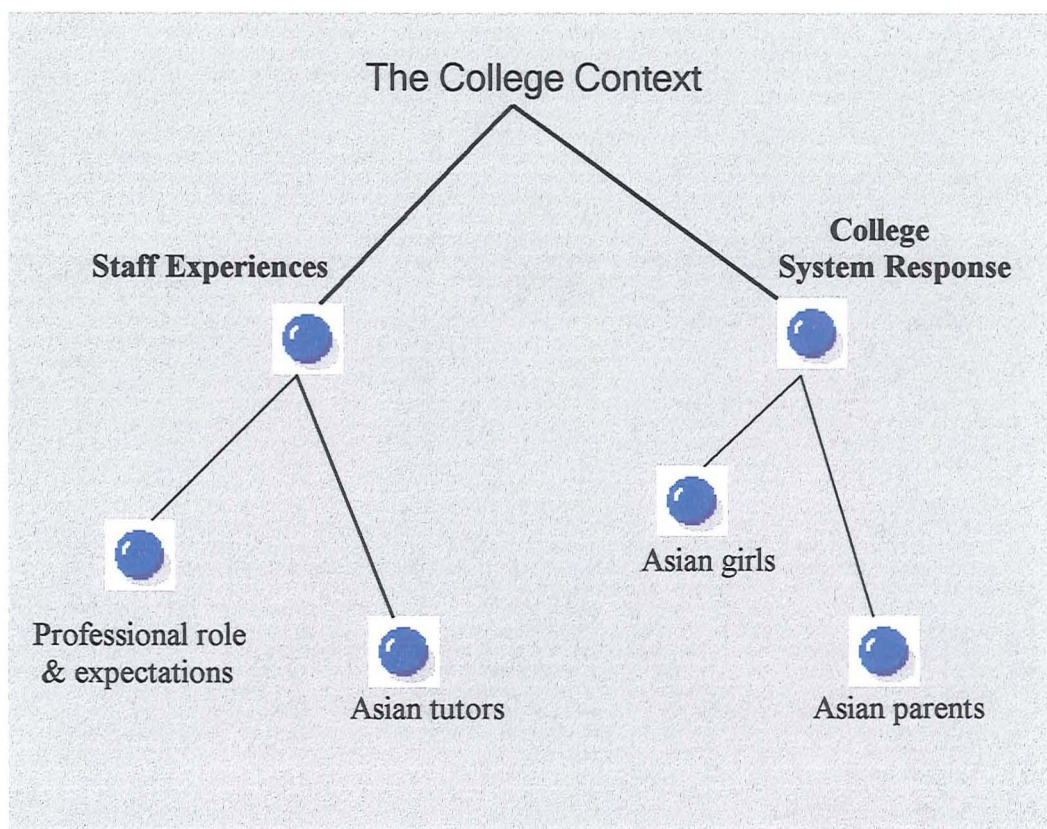 The College Context
Staff Experiences
College
System Response
Professional role
& expectations
Asian tutors
Asian girls
Asian parents